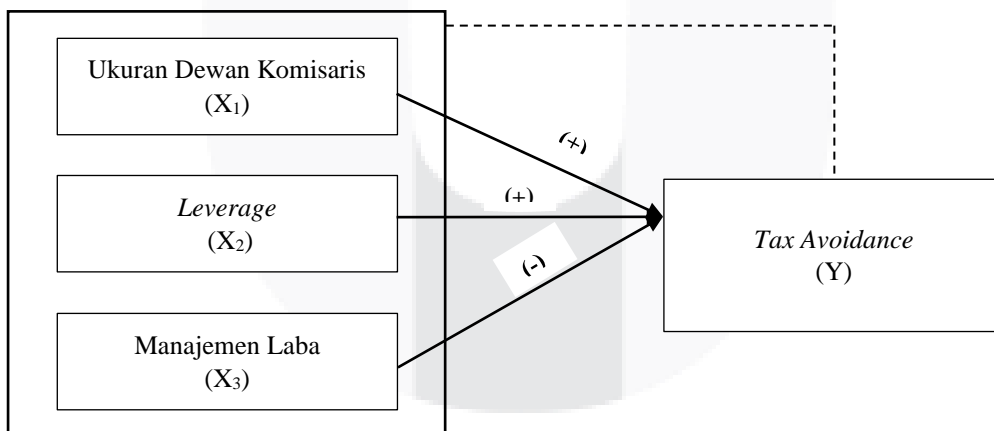 Ukuran Dewan Komisaris
(X₁)
(+)
Leverage
(X₂)
(+)
Tax Avoidance
(Y)
(-)
Manajemen Laba
(X₃)